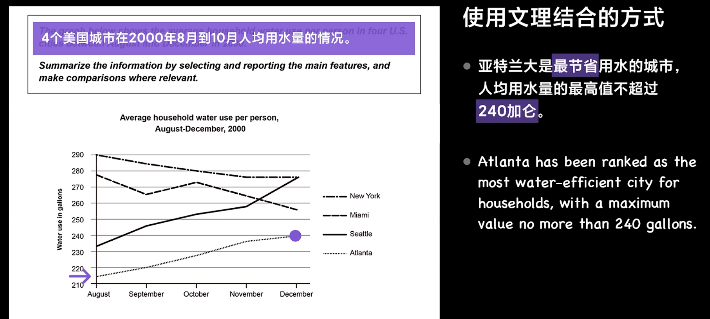 4个美国城市在2000年8月到10月人均用水量的情况。
Summarize the information by selecting and reporting the main features, and
make comparisons where relevant.
Average household water use per person,
August-December, 2000
Water use in gallons
290
280
270
260
250
240
230
220
210
August September October November December
New York
Miami
Seattle
Atlanta
使用文理结合的方式
亚特兰大是最节省用水的城市，
人均用水量的最高值不超过
240加仑。
Atlanta has been ranked as the
most water-efficient city for
households, with a maximum
value no more than 240 gallons.